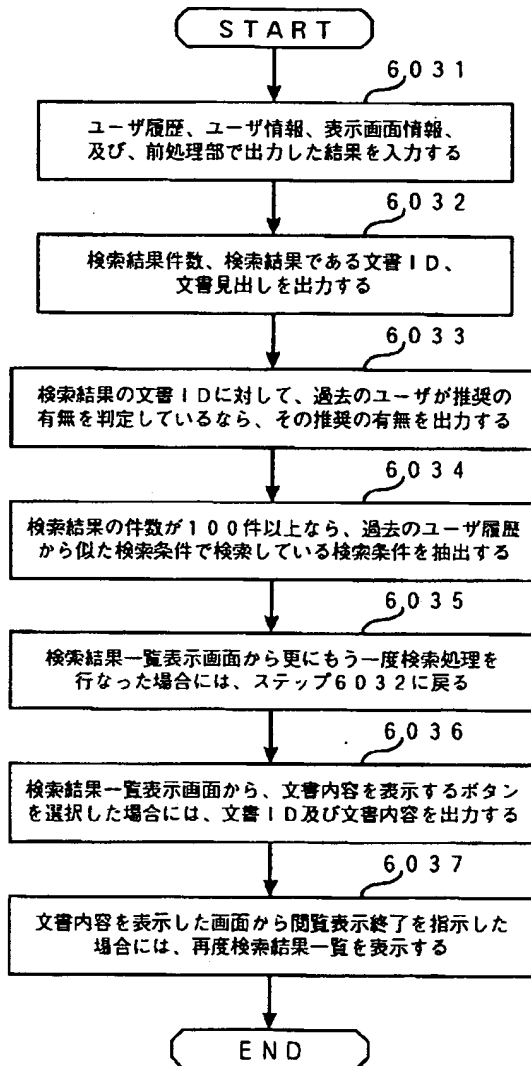 START
6031
ユーザ履歴、ユーザ情報、表示画面情報、
及び、前処理部で出力した結果を入力する
6032
検索結果件数、検索結果である文書ID、
文書見出しを出力する
6033
検索結果の文書IDに対して、過去のユーザが推奨の
有無を判定しているなら、その推奨の有無を出力する
6034
検索結果の件数が100件以上なら、過去のユーザ履歴
から似た検索条件で検索している検索条件を抽出する
6035
検索結果一覧表示画面から更にもう一度検索処理を
行なった場合には、ステップ6032に戻る
6036
検索結果一覧表示画面から、文書内容を表示するボタン
を選択した場合には、文書ID及び文書内容を出力する
6037
文書内容を表示した画面から閲覧表示終了を指示した
場合には、再度検索結果一覧を表示する
END